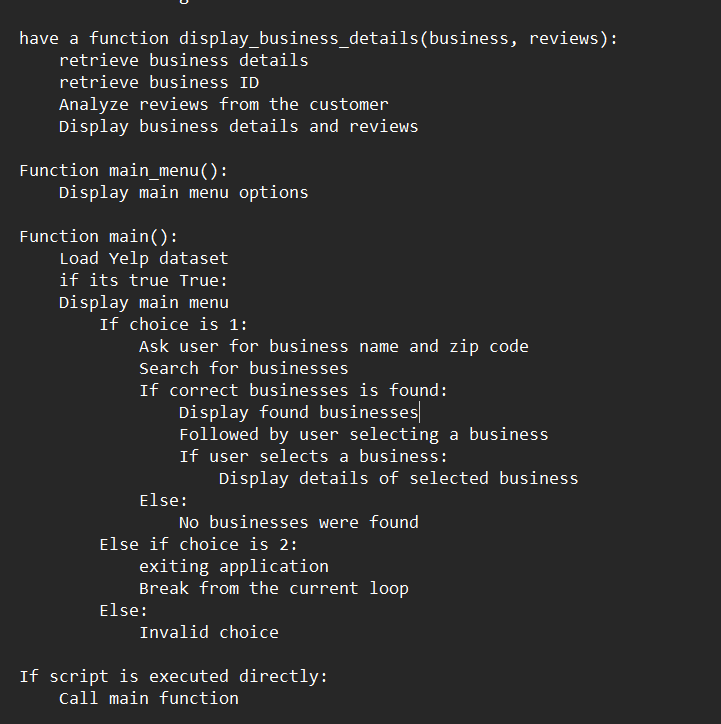 have a function display_business_details(business, reviews):
    retrieve business details
    retrieve business ID
    Analyze reviews from the customer
    Display business details and reviews

Function main_menu():
    Display main menu options

Function main():
    Load Yelp dataset
    if its true True:
    Display main menu
        If choice is 1:
            Ask user for business name and zip code
            Search for businesses
            If correct businesses is found:
                Display found businesses
                Followed by user selecting a business
                If user selects a business:
                    Display details of selected business
            Else:
                No businesses were found
        Else if choice is 2:
            exiting application
            Break from the current loop
        Else:
            Invalid choice

If script is executed directly:
    Call main function